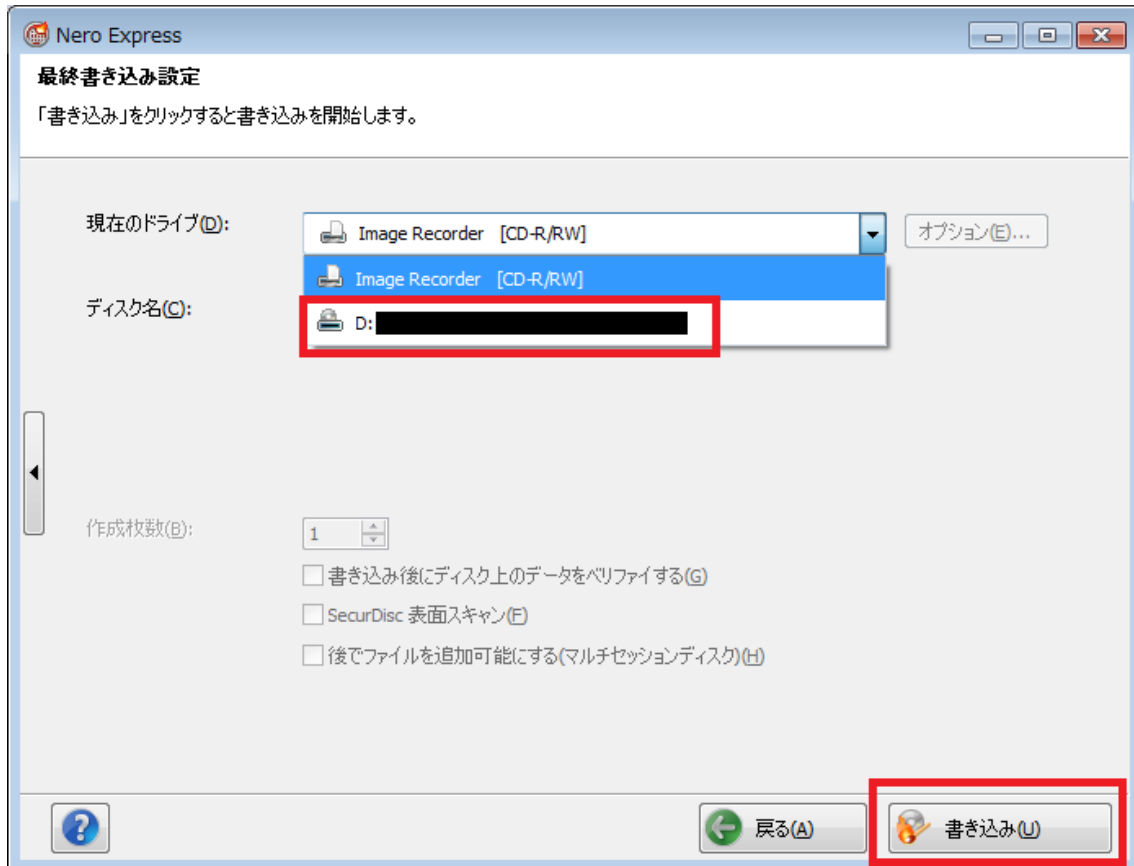 Nero Express
最終書き込み設定
「書き込み」をクリックすると書き込みを開始します。
現在のドライブ(D):
Image Recorder [CD-R/RW]
オプション(E)...
Image Recorder [CD-R/RW]
ディスク名(C):
D:
作成枚数(B):
1
書き込み後にディスク上のデータをベリファイする(G)
SecurDisc 表面スキャン(F)
後でファイルを追加可能にする(マルチセッションディスク)(H)
?
戻る(A)
書き込み(U)